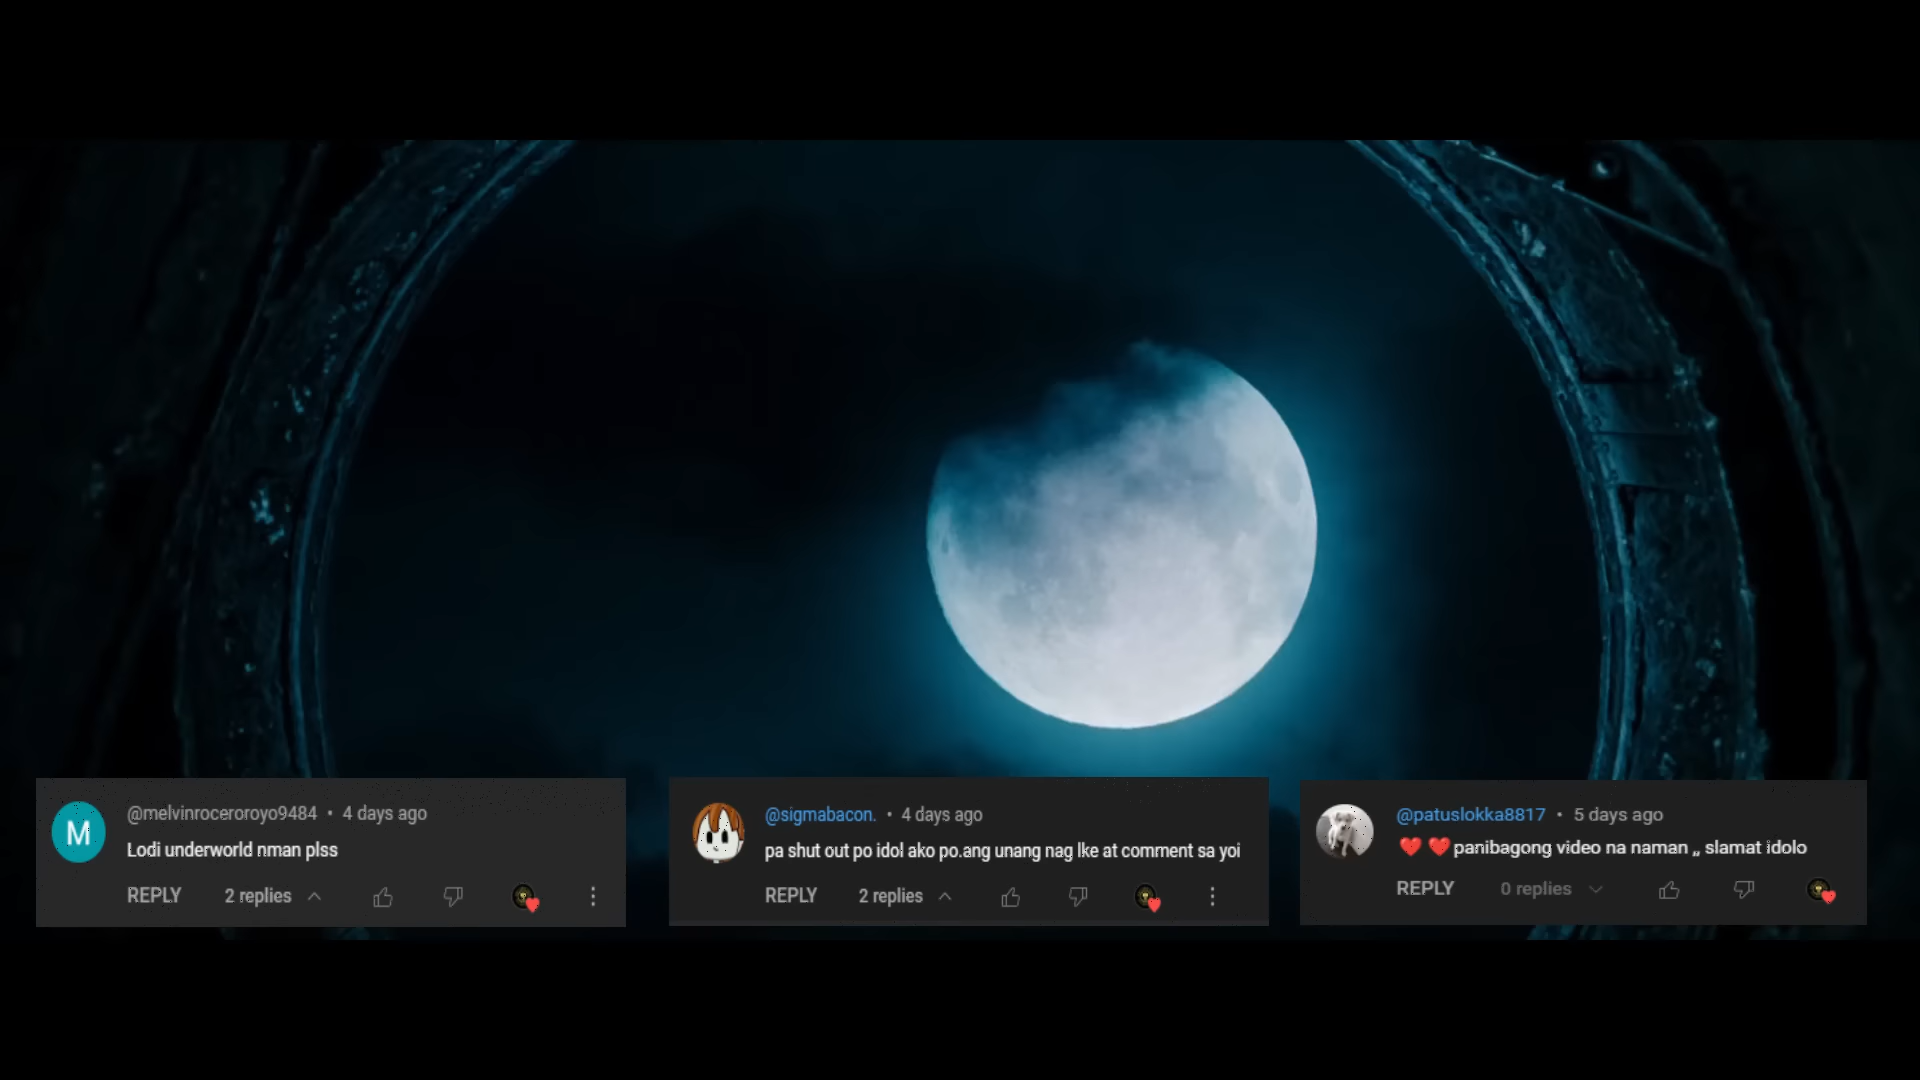 M
@melvinroceroroyo9484 • 4 days ago
Lodi underworld nman plss
REPLY 2 replies
@sigmabacon. • 4 days ago
pa shut out po idol ako po.ang unang nag lke at comment sa yoi
REPLY 2 replies
@patuslokka8817 • 5 days ago
❤️ ❤️ panibagong video na naman ,, slamat idolo
REPLY 0 replies